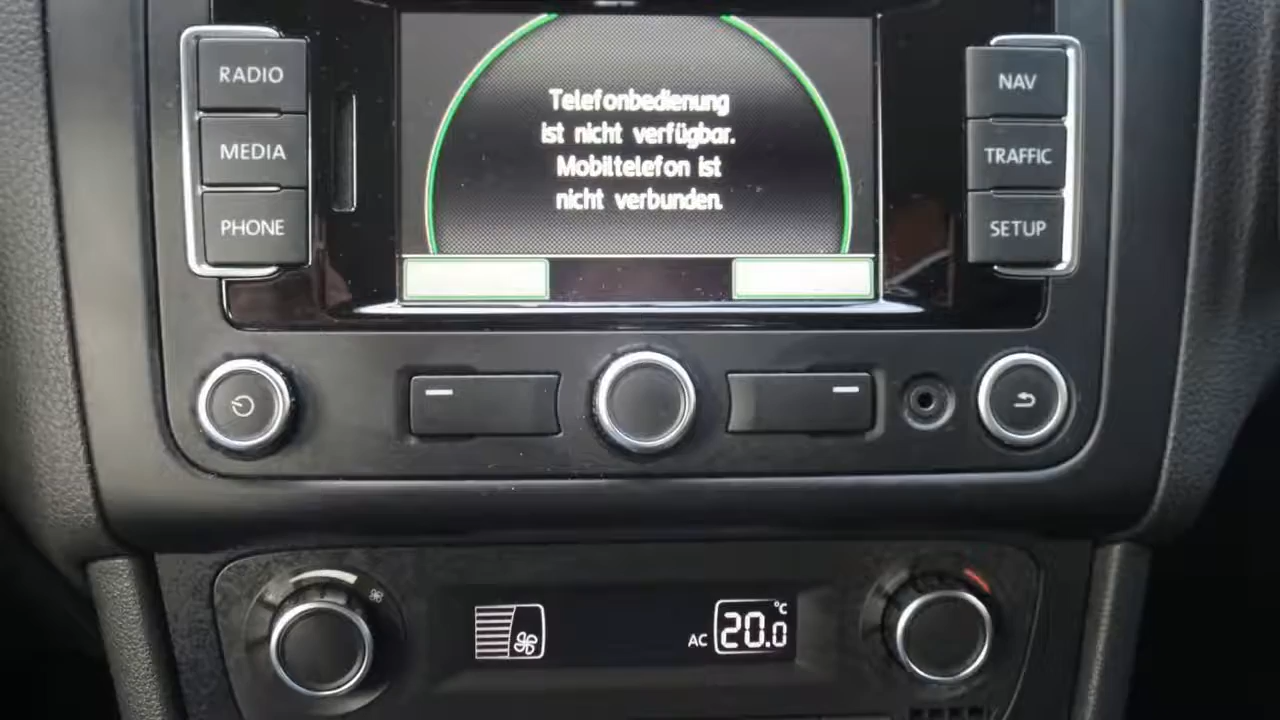 RADIO
MEDIA
PHONE
Telefonbedienung
ist nicht verfügbar.
Mobiltelefon ist
nicht verbunden.
NAV
TRAFFIC
SETUP
AC 20.0 °C